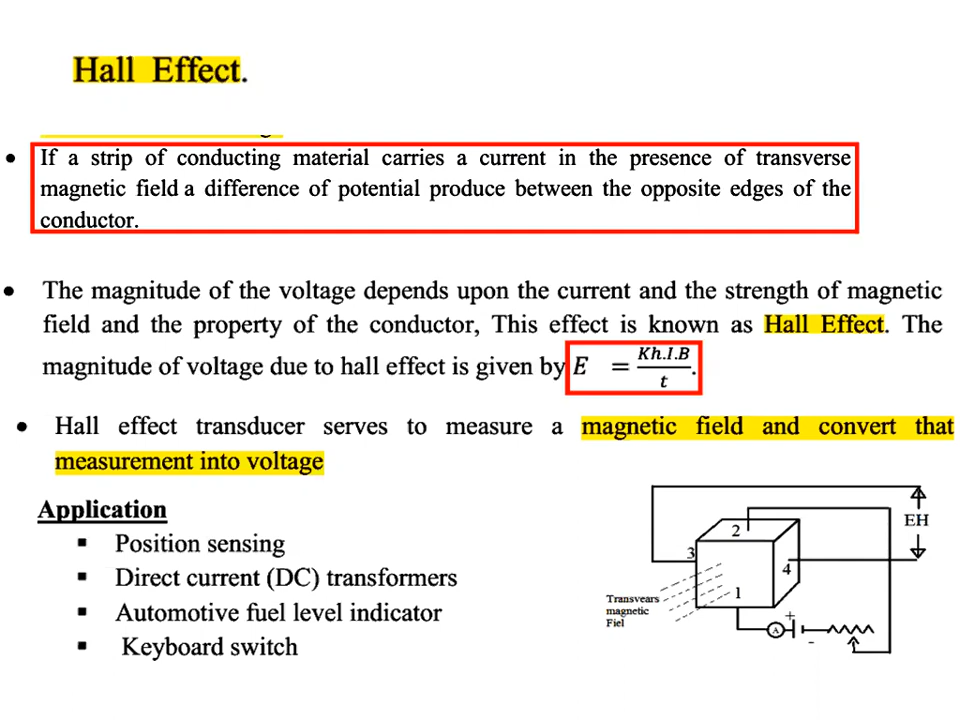 Hall Effect.
• If a strip of conducting material carries a current in the presence of transverse
magnetic field a difference of potential produce between the opposite edges of the
conductor.
• The magnitude of the voltage depends upon the current and the strength of magnetic
field and the property of the conductor, This effect is known as Hall Effect. The
magnitude of voltage due to hall effect is given by E = Kh.I.B / t.
• Hall effect transducer serves to measure a magnetic field and convert that
measurement into voltage
Application
▪ Position sensing
▪ Direct current (DC) transformers
▪ Automotive fuel level indicator
▪ Keyboard switch
EH
2
3
4
1
Transvears
magnetic
Fiel
A
+
-